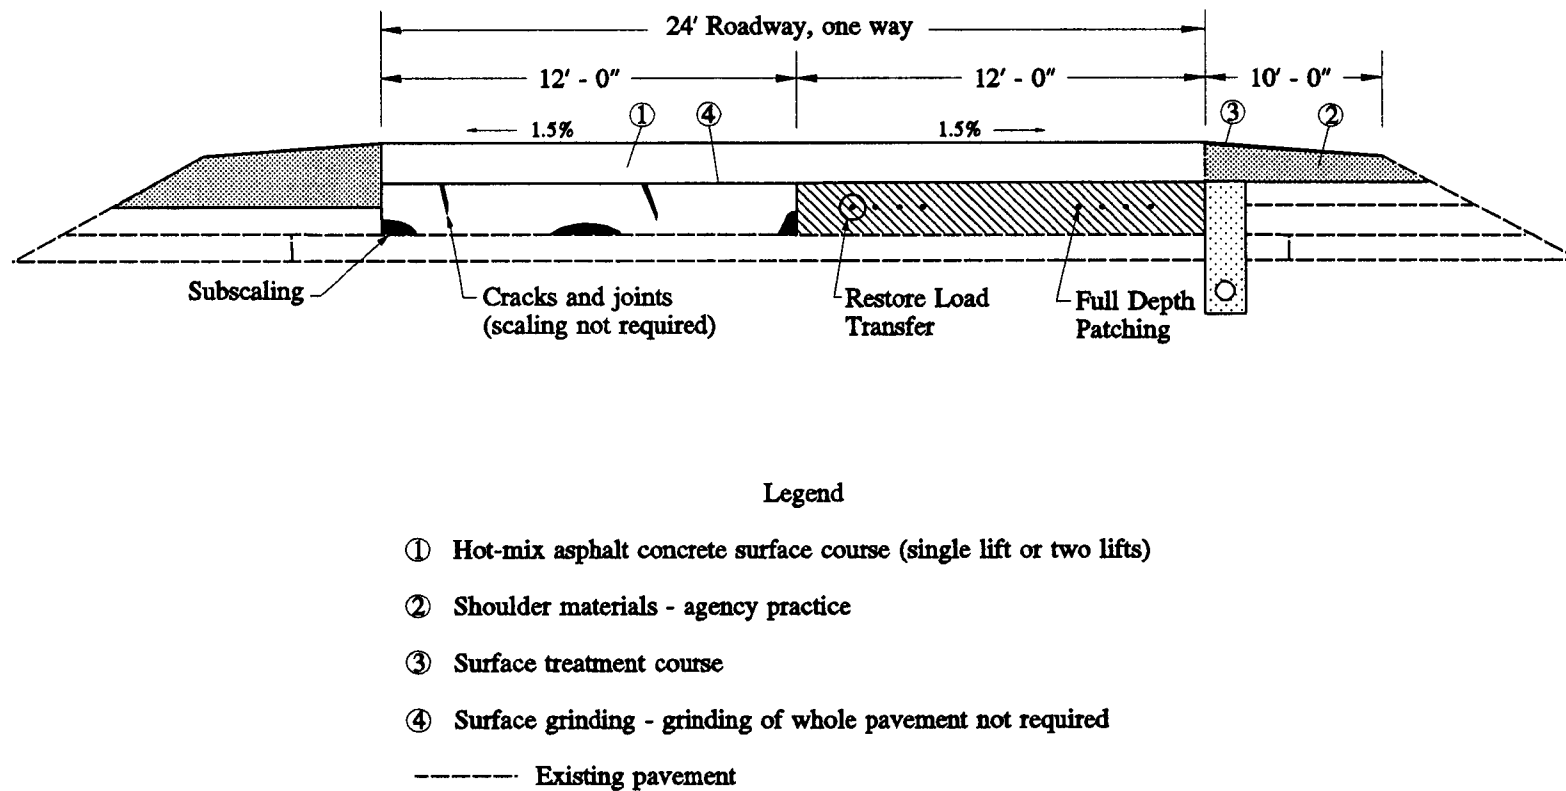 24′ Roadway, one way
12′ - 0″
12′ - 0″
10′ - 0″
1.5%
①
④
1.5%
③
②
Subscaling
Cracks and joints
(scaling not required)
Restore Load
Transfer
Full Depth
Patching
Legend
① Hot-mix asphalt concrete surface course (single lift or two lifts)
② Shoulder materials - agency practice
③ Surface treatment course
④ Surface grinding - grinding of whole pavement not required
Existing pavement